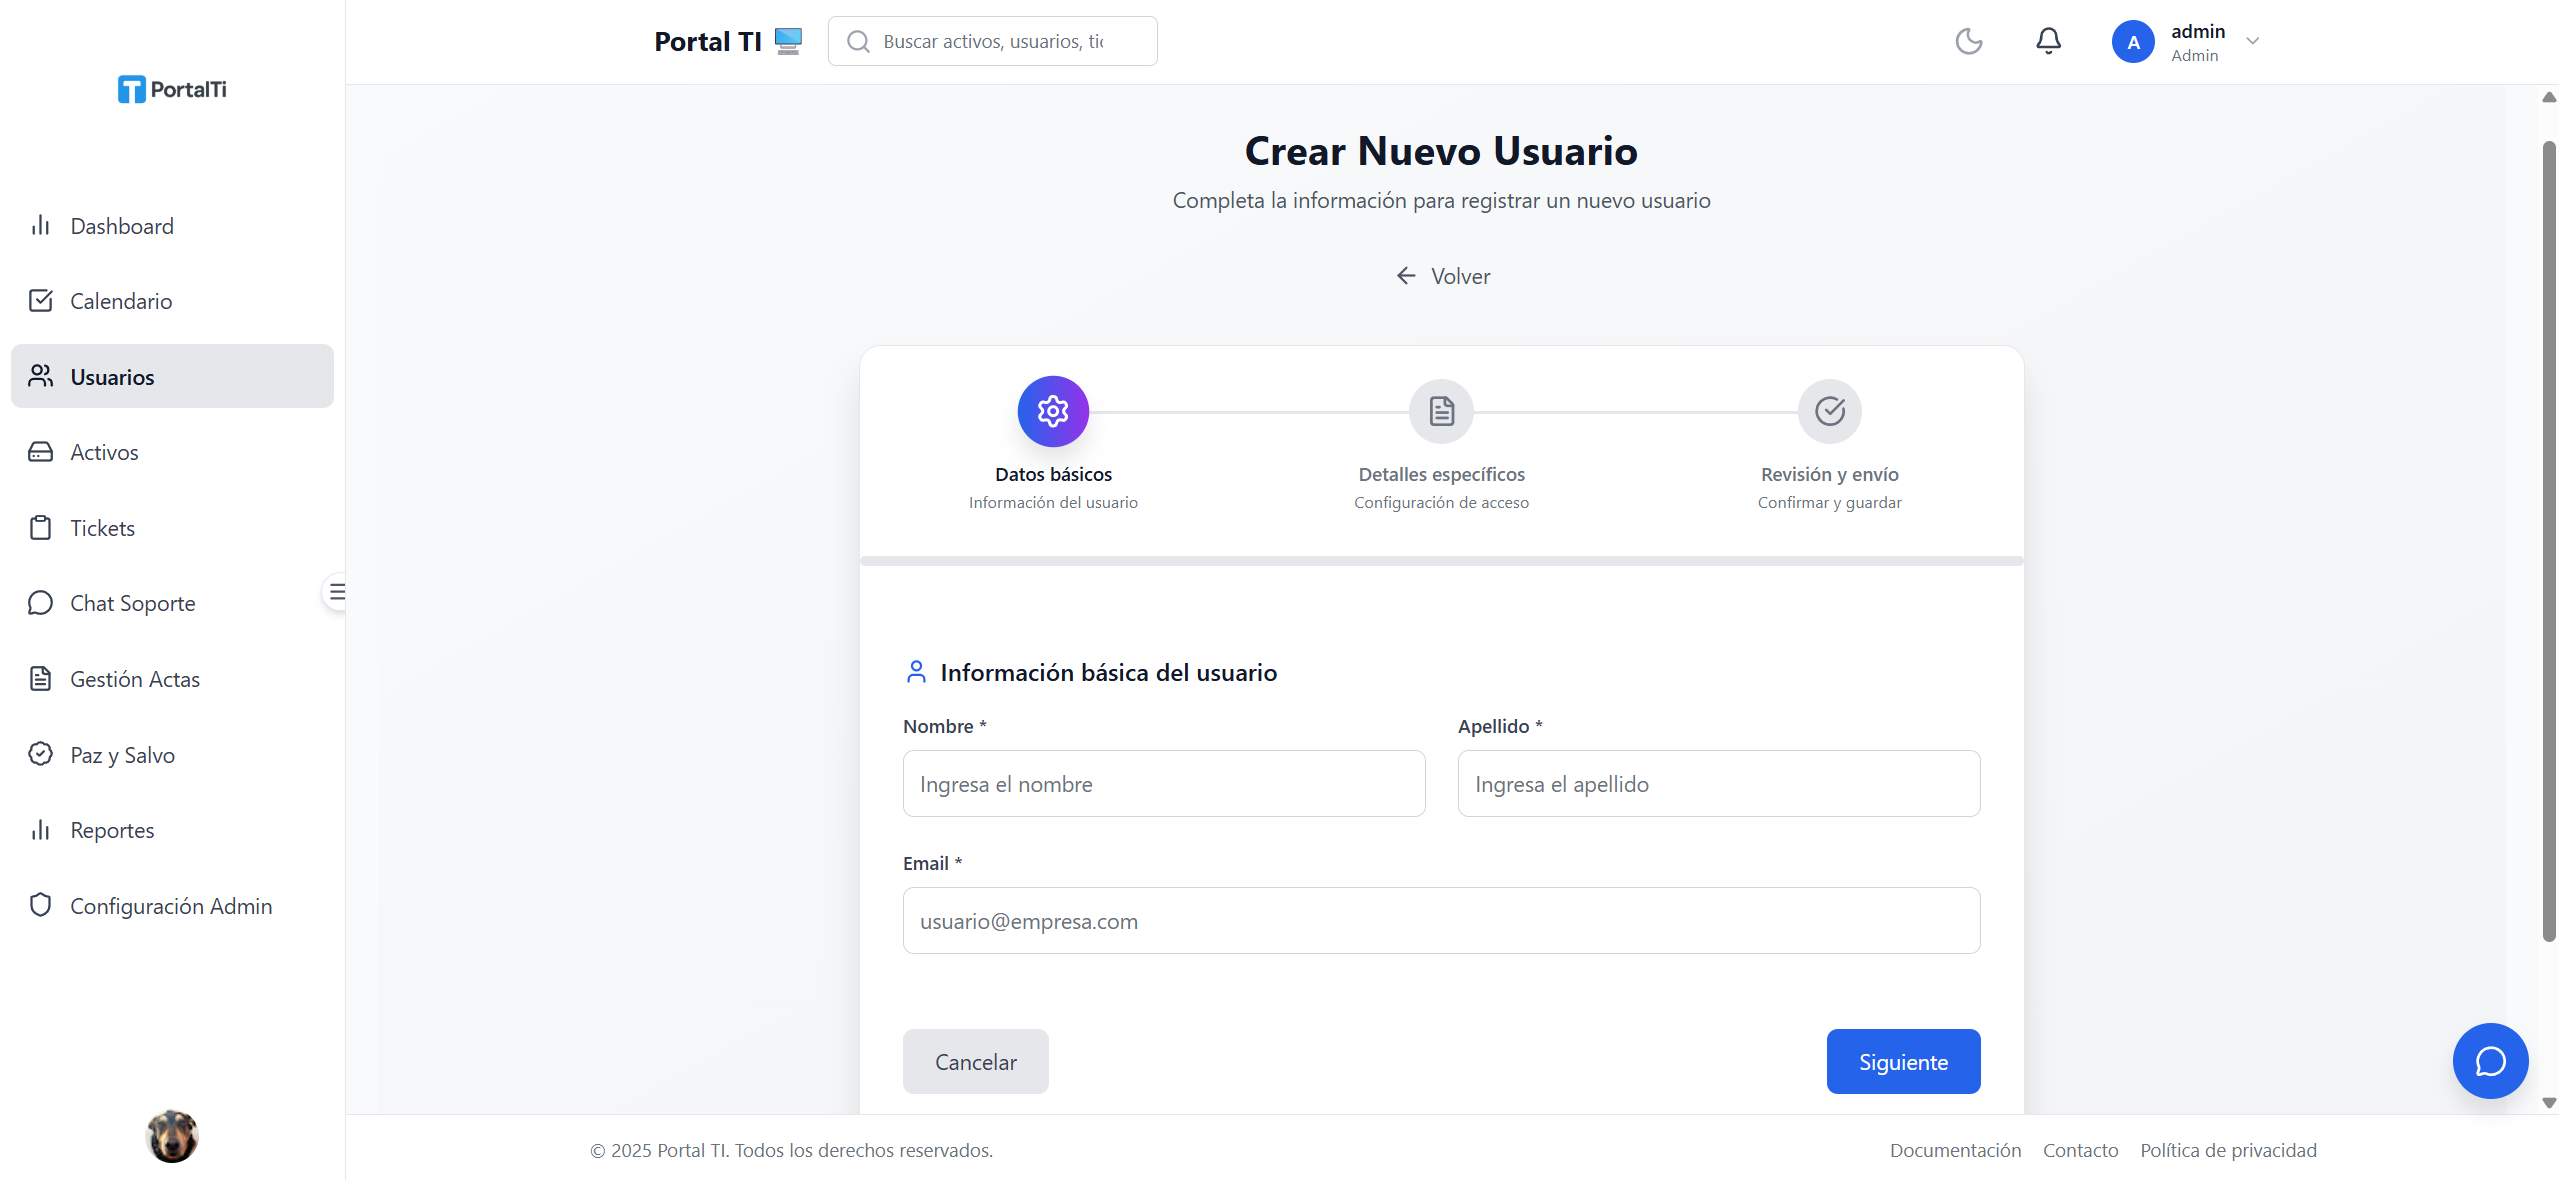 PortalTi
Dashboard
Calendario
Usuarios
Activos
Tickets
Chat Soporte
Gestión Actas
Paz y Salvo
Reportes
Configuración Admin
Portal TI
Buscar activos, usuarios, tic
A
admin
Admin
Crear Nuevo Usuario
Completa la información para registrar un nuevo usuario
Volver
Datos básicos
Información del usuario
Detalles específicos
Configuración de acceso
Revisión y envío
Confirmar y guardar
Información básica del usuario
Nombre *
Ingresa el nombre
Apellido *
Ingresa el apellido
Email *
usuario@empresa.com
Cancelar
Siguiente
© 2025 Portal TI. Todos los derechos reservados.
Documentación Contacto Política de privacidad